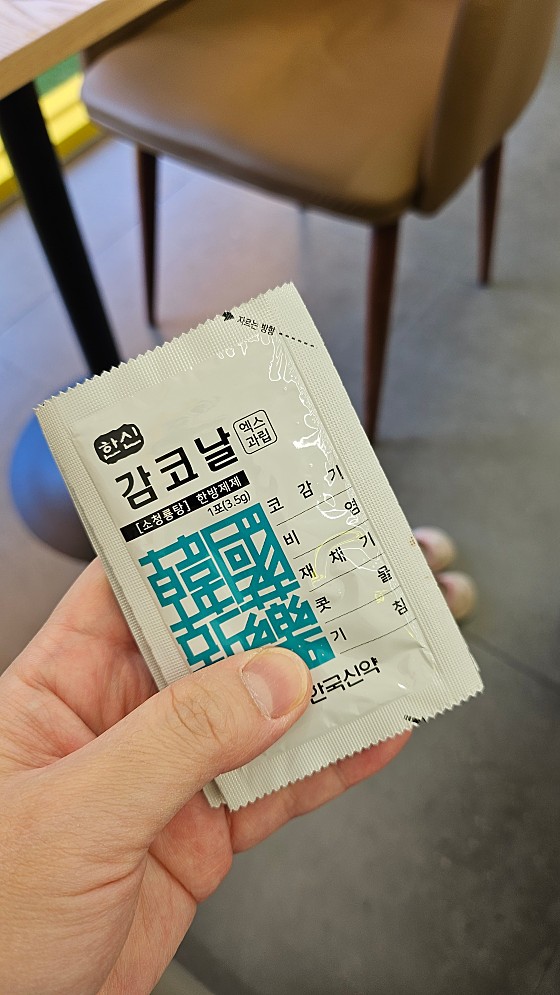 자르는 방향
한신
감코날 엑스과립
[소청룡탕] 한방제제
1포(3.5g)
코감기
비염
재채기
콧물
기침
한국신약